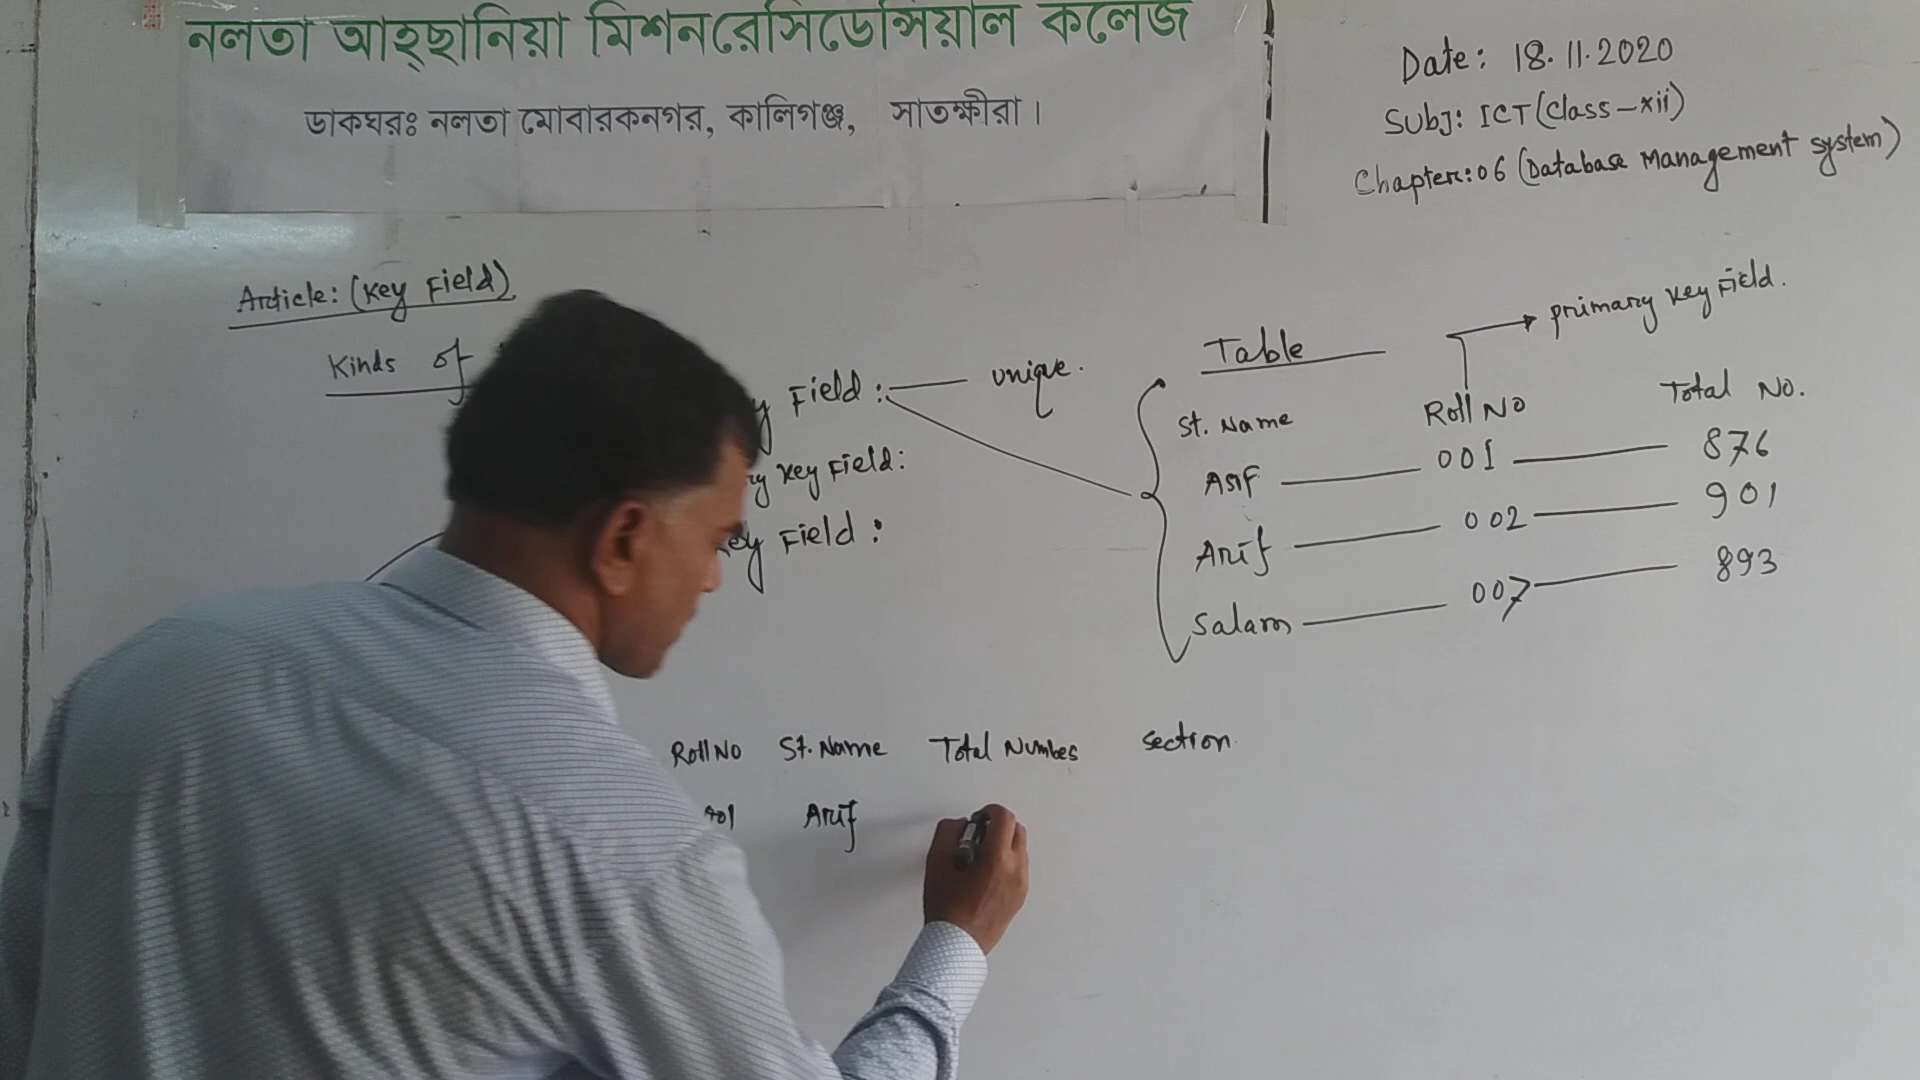 নলতা আহ্ছানিয়া মিশন রেসিডেন্সিয়াল কলেজ
ডাকঘরঃ নলতা মোবারকনগর, কালিগঞ্জ, সাতক্ষীরা।
Date: 18.11.2020
Subj: ICT (Class-xii)
Chapter: 06 (Database Management System)
Article: (Key Field)
Kinds of
Field: unique.
Key Field:
Key Field:
Table
primary key Field.
St. Name Roll No Total No.
Asif 001 876
Arif 002 901
Salam 007 893
Roll No St. Name Total Number Section
Arif